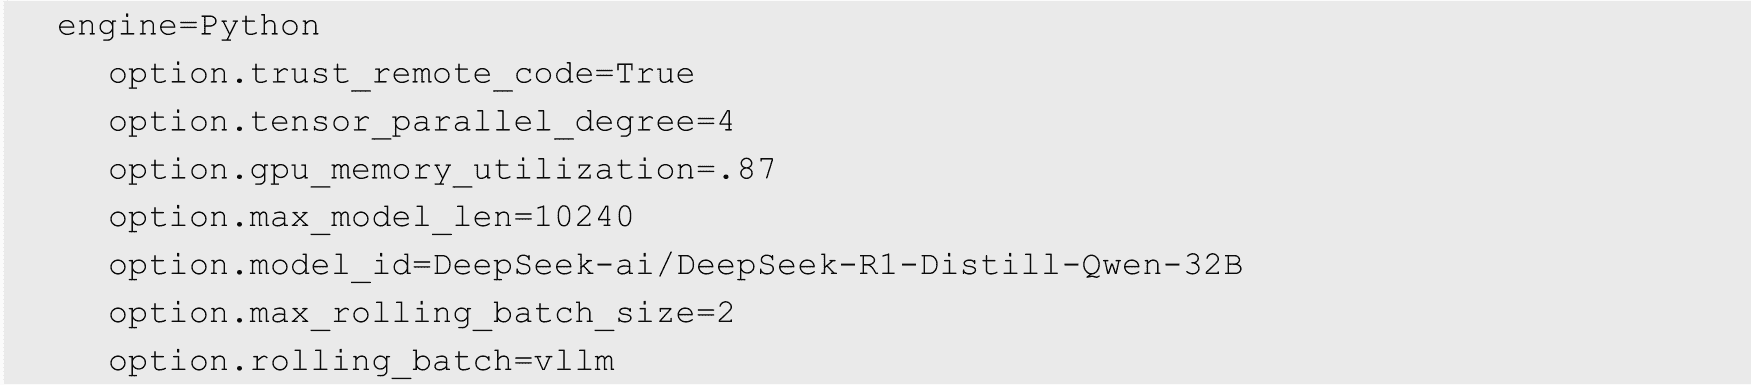 engine=Python
option.trust_remote_code=True
option.tensor_parallel_degree=4
option.gpu_memory_utilization=.87
option.max_model_len=10240
option.model_id=DeepSeek-ai/DeepSeek-R1-Distill-Qwen-32B
option.max_rolling_batch_size=2
option.rolling_batch=vllm